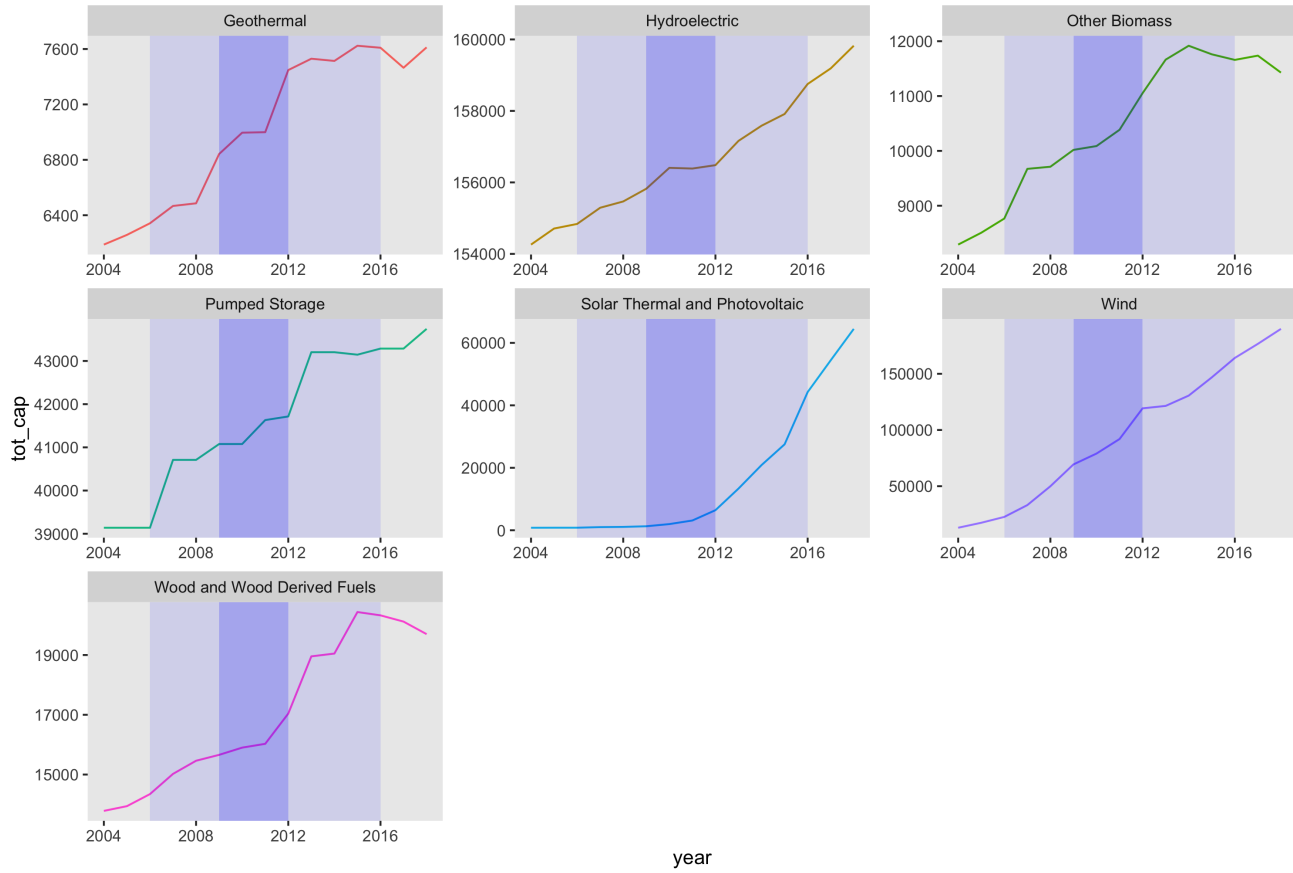 Geothermal
Hydroelectric
Other Biomass
7600
7200
6800
6400
160000
158000
156000
154000
12000
11000
10000
9000
2004 2008 2012 2016
2004 2008 2012 2016
2004 2008 2012 2016
Pumped Storage
Solar Thermal and Photovoltaic
Wind
tot_cap
43000
42000
41000
40000
39000
60000
40000
20000
0
150000
100000
50000
2004 2008 2012 2016
2004 2008 2012 2016
2004 2008 2012 2016
Wood and Wood Derived Fuels
19000
17000
15000
2004 2008 2012 2016
year